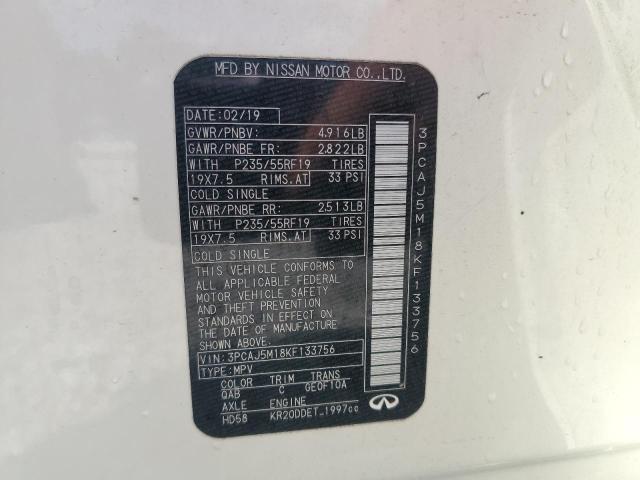 MFD BY NISSAN MOTOR CO.,LTD.
DATE: 02/19
GVWR/PNBV: 4,916LB
GAWR/PNBE FR: 2,822LB
WITH P235/55RF19 TIRES
19X7.5 RIMS.AT 33 PSI
COLD SINGLE
GAWR/PNBE RR: 2,513LB
WITH P235/55RF19 TIRES
19X7.5 RIMS.AT 33 PSI
COLD SINGLE
THIS VEHICLE CONFORMS TO
ALL APPLICABLE FEDERAL
MOTOR VEHICLE SAFETY
AND THEFT PREVENTION
STANDARDS IN EFFECT ON
THE DATE OF MANUFACTURE
SHOWN ABOVE.
VIN: 3PCAJ5M18KF133756
TYPE: MPV
COLOR TRIM TRANS
QAB C GE0F10A
AXLE ENGINE
HD58 KR20DDET_1997cc
3PCAJ5M18KF133756